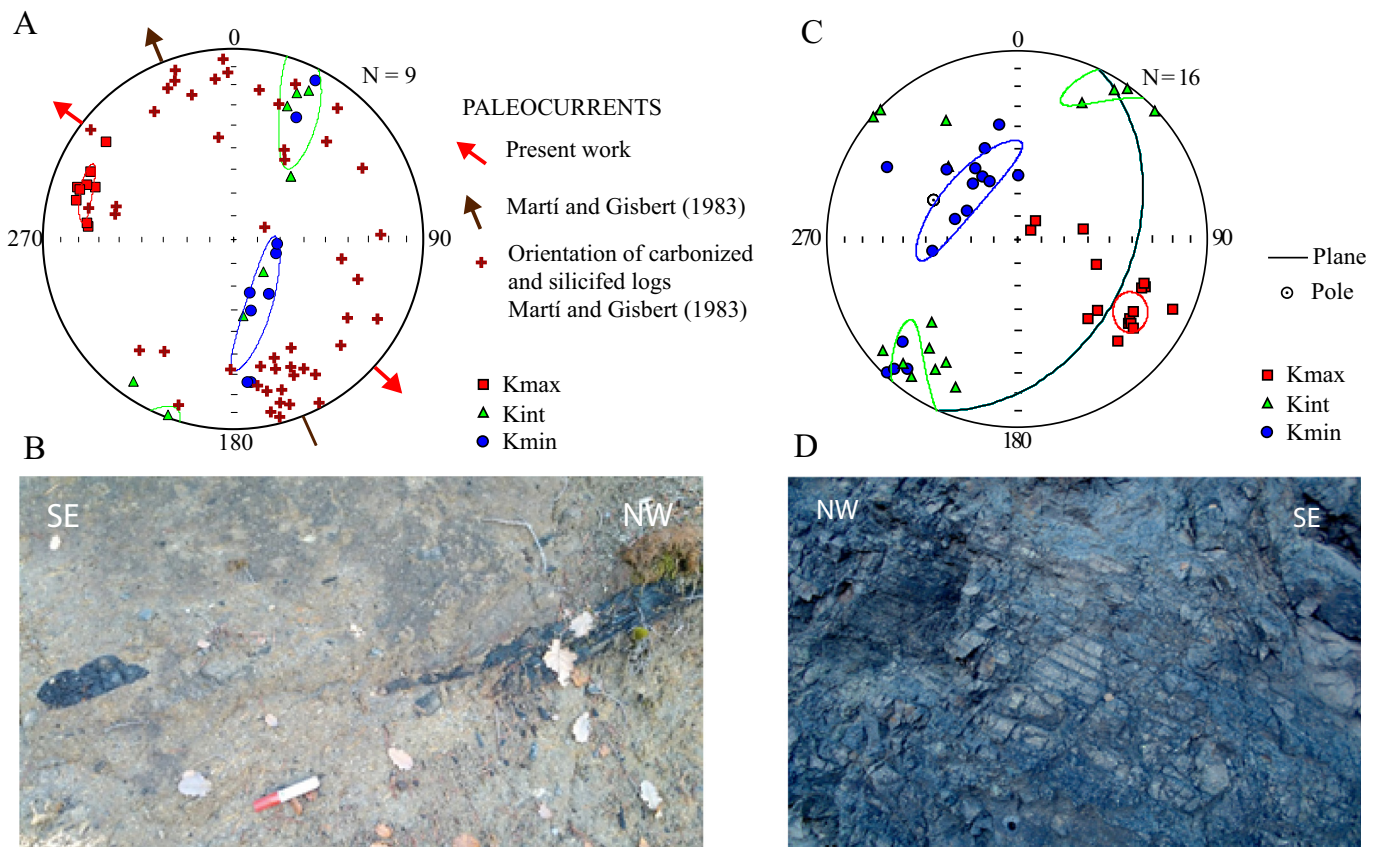 A
0
N = 9
270
90
180
PALEOCURRENTS
Present work
Martí and Gisbert (1983)
Orientation of carbonized
and silicifed logs
Martí and Gisbert (1983)
Kmax
Kint
Kmin
C
0
N=16
270
90
180
Plane
Pole
Kmax
Kint
Kmin
B
SE
NW
D
NW
SE